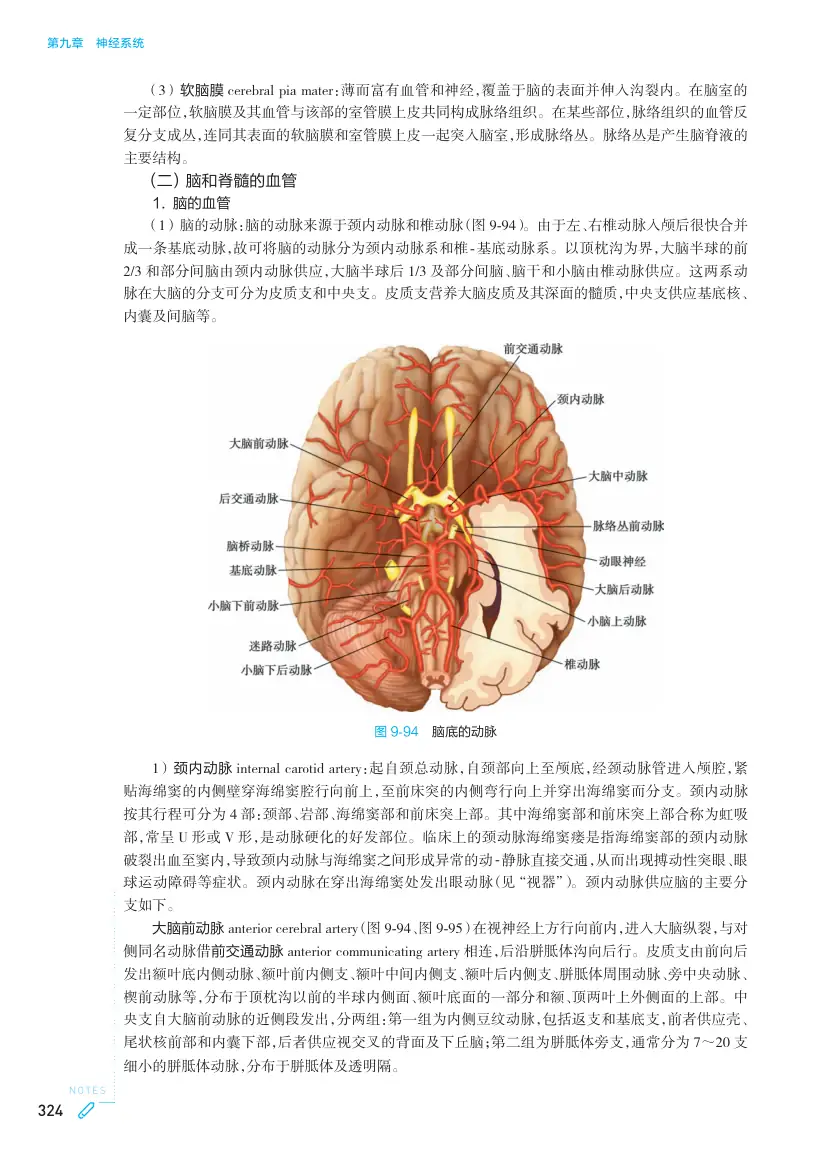 第九章 神经系统
（3）软脑膜 cerebral pia mater：薄而富有血管和神经，覆盖于脑的表面并伸入沟裂内。在脑室的
一定部位，软脑膜及其血管与该部的室管膜上皮共同构成脉络组织。在某些部位，脉络组织的血管反
复分支成丛，连同其表面的软脑膜和室管膜上皮一起突入脑室，形成脉络丛。脉络丛是产生脑脊液的
主要结构。
（二）脑和脊髓的血管
1. 脑的血管
（1）脑的动脉：脑的动脉来源于颈内动脉和椎动脉（图 9-94）。由于左、右椎动脉入颅后很快合并
成一条基底动脉，故可将脑的动脉分为颈内动脉系和椎-基底动脉系。以顶枕沟为界，大脑半球的前
2/3 和部分间脑由颈内动脉供应，大脑半球后 1/3 及部分间脑、脑干和小脑由椎动脉供应。这两系动
脉在大脑的分支可分为皮质支和中央支。皮质支营养大脑皮质及其深面的髓质，中央支供应基底核、
内囊及间脑等。
前交通动脉
颈内动脉
大脑前动脉
大脑中动脉
后交通动脉
脉络丛前动脉
脑桥动脉
动眼神经
基底动脉
大脑后动脉
小脑下前动脉
小脑上动脉
迷路动脉
椎动脉
小脑下后动脉
图 9-94 脑底的动脉
1）颈内动脉 internal carotid artery：起自颈总动脉，自颈部向上至颅底，经颈动脉管进入颅腔，紧
贴海绵窦的内侧壁穿海绵窦腔行向前上，至前床突的内侧弯行向上并穿出海绵窦而分支。颈内动脉
按其行程可分为 4 部：颈部、岩部、海绵窦部和前床突上部。其中海绵窦部和前床突上部合称为虹吸
部，常呈 U 形或 V 形，是动脉硬化的好发部位。临床上的颈动脉海绵窦瘘是指海绵窦部的颈内动脉
破裂出血至窦内，导致颈内动脉与海绵窦之间形成异常的动-静脉直接交通，从而出现搏动性突眼、眼
球运动障碍等症状。颈内动脉在穿出海绵窦处发出眼动脉（见“视器”）。颈内动脉供应脑的主要分
支如下。
大脑前动脉 anterior cerebral artery（图 9-94、图 9-95）在视神经上方行向前内，进入大脑纵裂，与对
侧同名动脉借前交通动脉 anterior communicating artery 相连，后沿胼胝体沟向后行。皮质支由前向后
发出额叶底内侧动脉、额叶前内侧支、额叶中间内侧支、额叶后内侧支、胼胝体周围动脉、旁中央动脉、
楔前动脉等，分布于顶枕沟以前的半球内侧面、额叶底面的一部分和额、顶两叶上外侧面的上部。中
央支自大脑前动脉的近侧段发出，分两组：第一组为内侧豆纹动脉，包括返支和基底支，前者供应壳、
尾状核前部和内囊下部，后者供应视交叉的背面及下丘脑；第二组为胼胝体旁支，通常分为 7～20 支
细小的胼胝体动脉，分布于胼胝体及透明隔。
NOTES
324